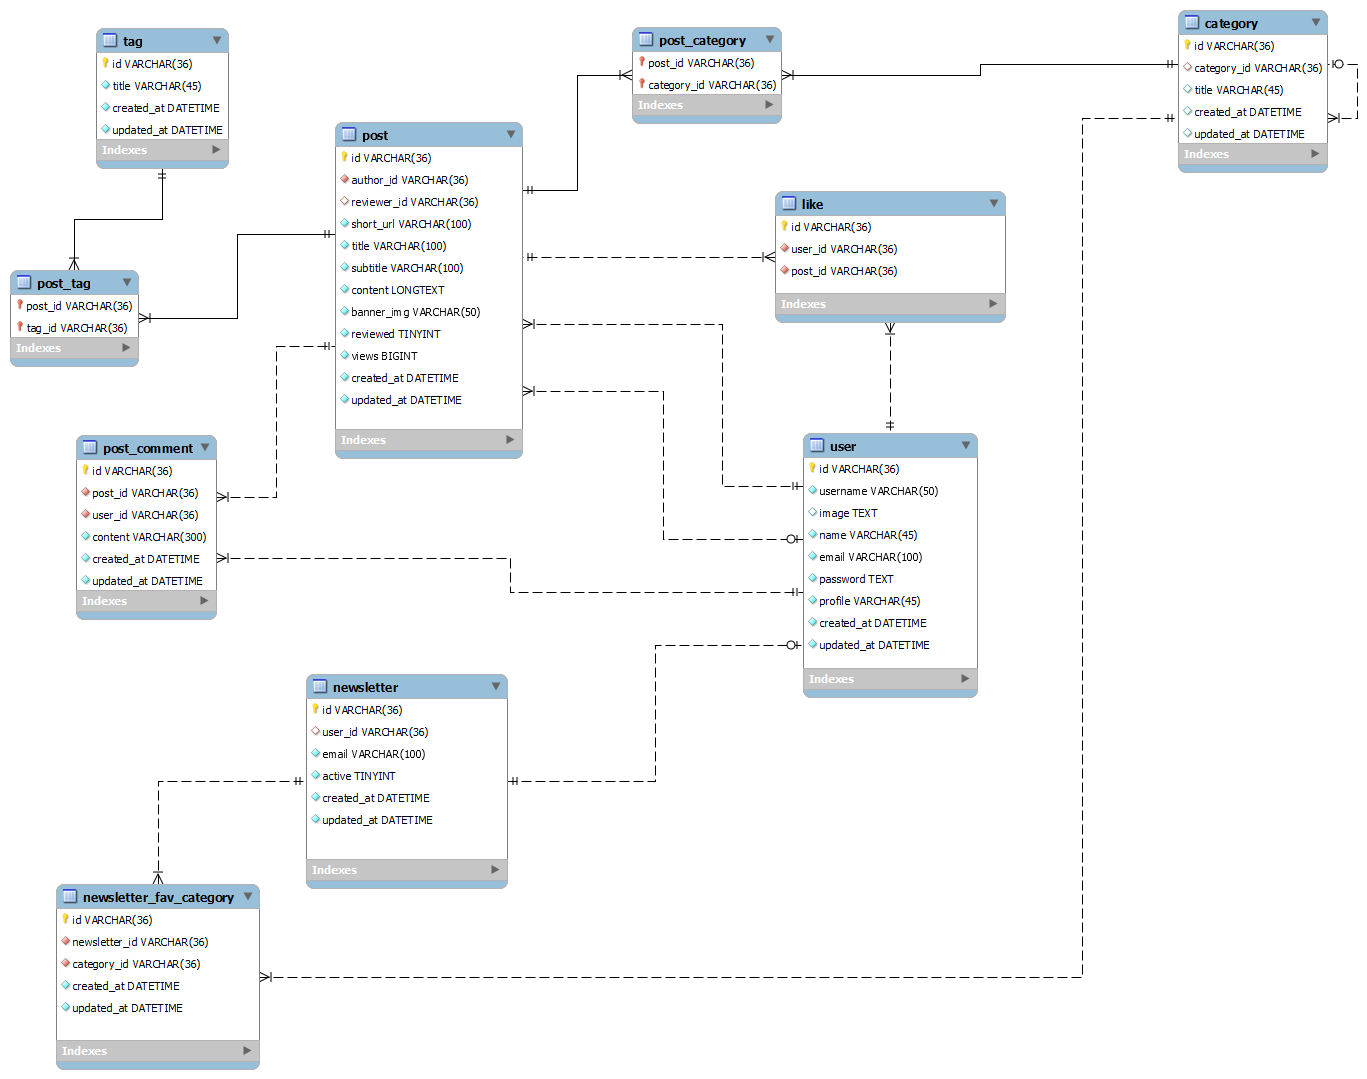 tag
id VARCHAR(36)
title VARCHAR(45)
created_at DATETIME
updated_at DATETIME
Indexes
post_category
post_id VARCHAR(36)
category_id VARCHAR(36)
Indexes
category
id VARCHAR(36)
category_id VARCHAR(36)
title VARCHAR(45)
created_at DATETIME
updated_at DATETIME
Indexes
post
id VARCHAR(36)
author_id VARCHAR(36)
reviewer_id VARCHAR(36)
short_url VARCHAR(100)
title VARCHAR(100)
subtitle VARCHAR(100)
content LONGTEXT
banner_img VARCHAR(50)
reviewed TINYINT
views BIGINT
created_at DATETIME
updated_at DATETIME
Indexes
like
id VARCHAR(36)
user_id VARCHAR(36)
post_id VARCHAR(36)
Indexes
post_tag
post_id VARCHAR(36)
tag_id VARCHAR(36)
Indexes
post_comment
id VARCHAR(36)
post_id VARCHAR(36)
user_id VARCHAR(36)
content VARCHAR(300)
created_at DATETIME
updated_at DATETIME
Indexes
user
id VARCHAR(36)
username VARCHAR(50)
image TEXT
name VARCHAR(45)
email VARCHAR(100)
password TEXT
profile VARCHAR(45)
created_at DATETIME
updated_at DATETIME
Indexes
newsletter
id VARCHAR(36)
user_id VARCHAR(36)
email VARCHAR(100)
active TINYINT
created_at DATETIME
updated_at DATETIME
Indexes
newsletter_fav_category
id VARCHAR(36)
newsletter_id VARCHAR(36)
category_id VARCHAR(36)
created_at DATETIME
updated_at DATETIME
Indexes